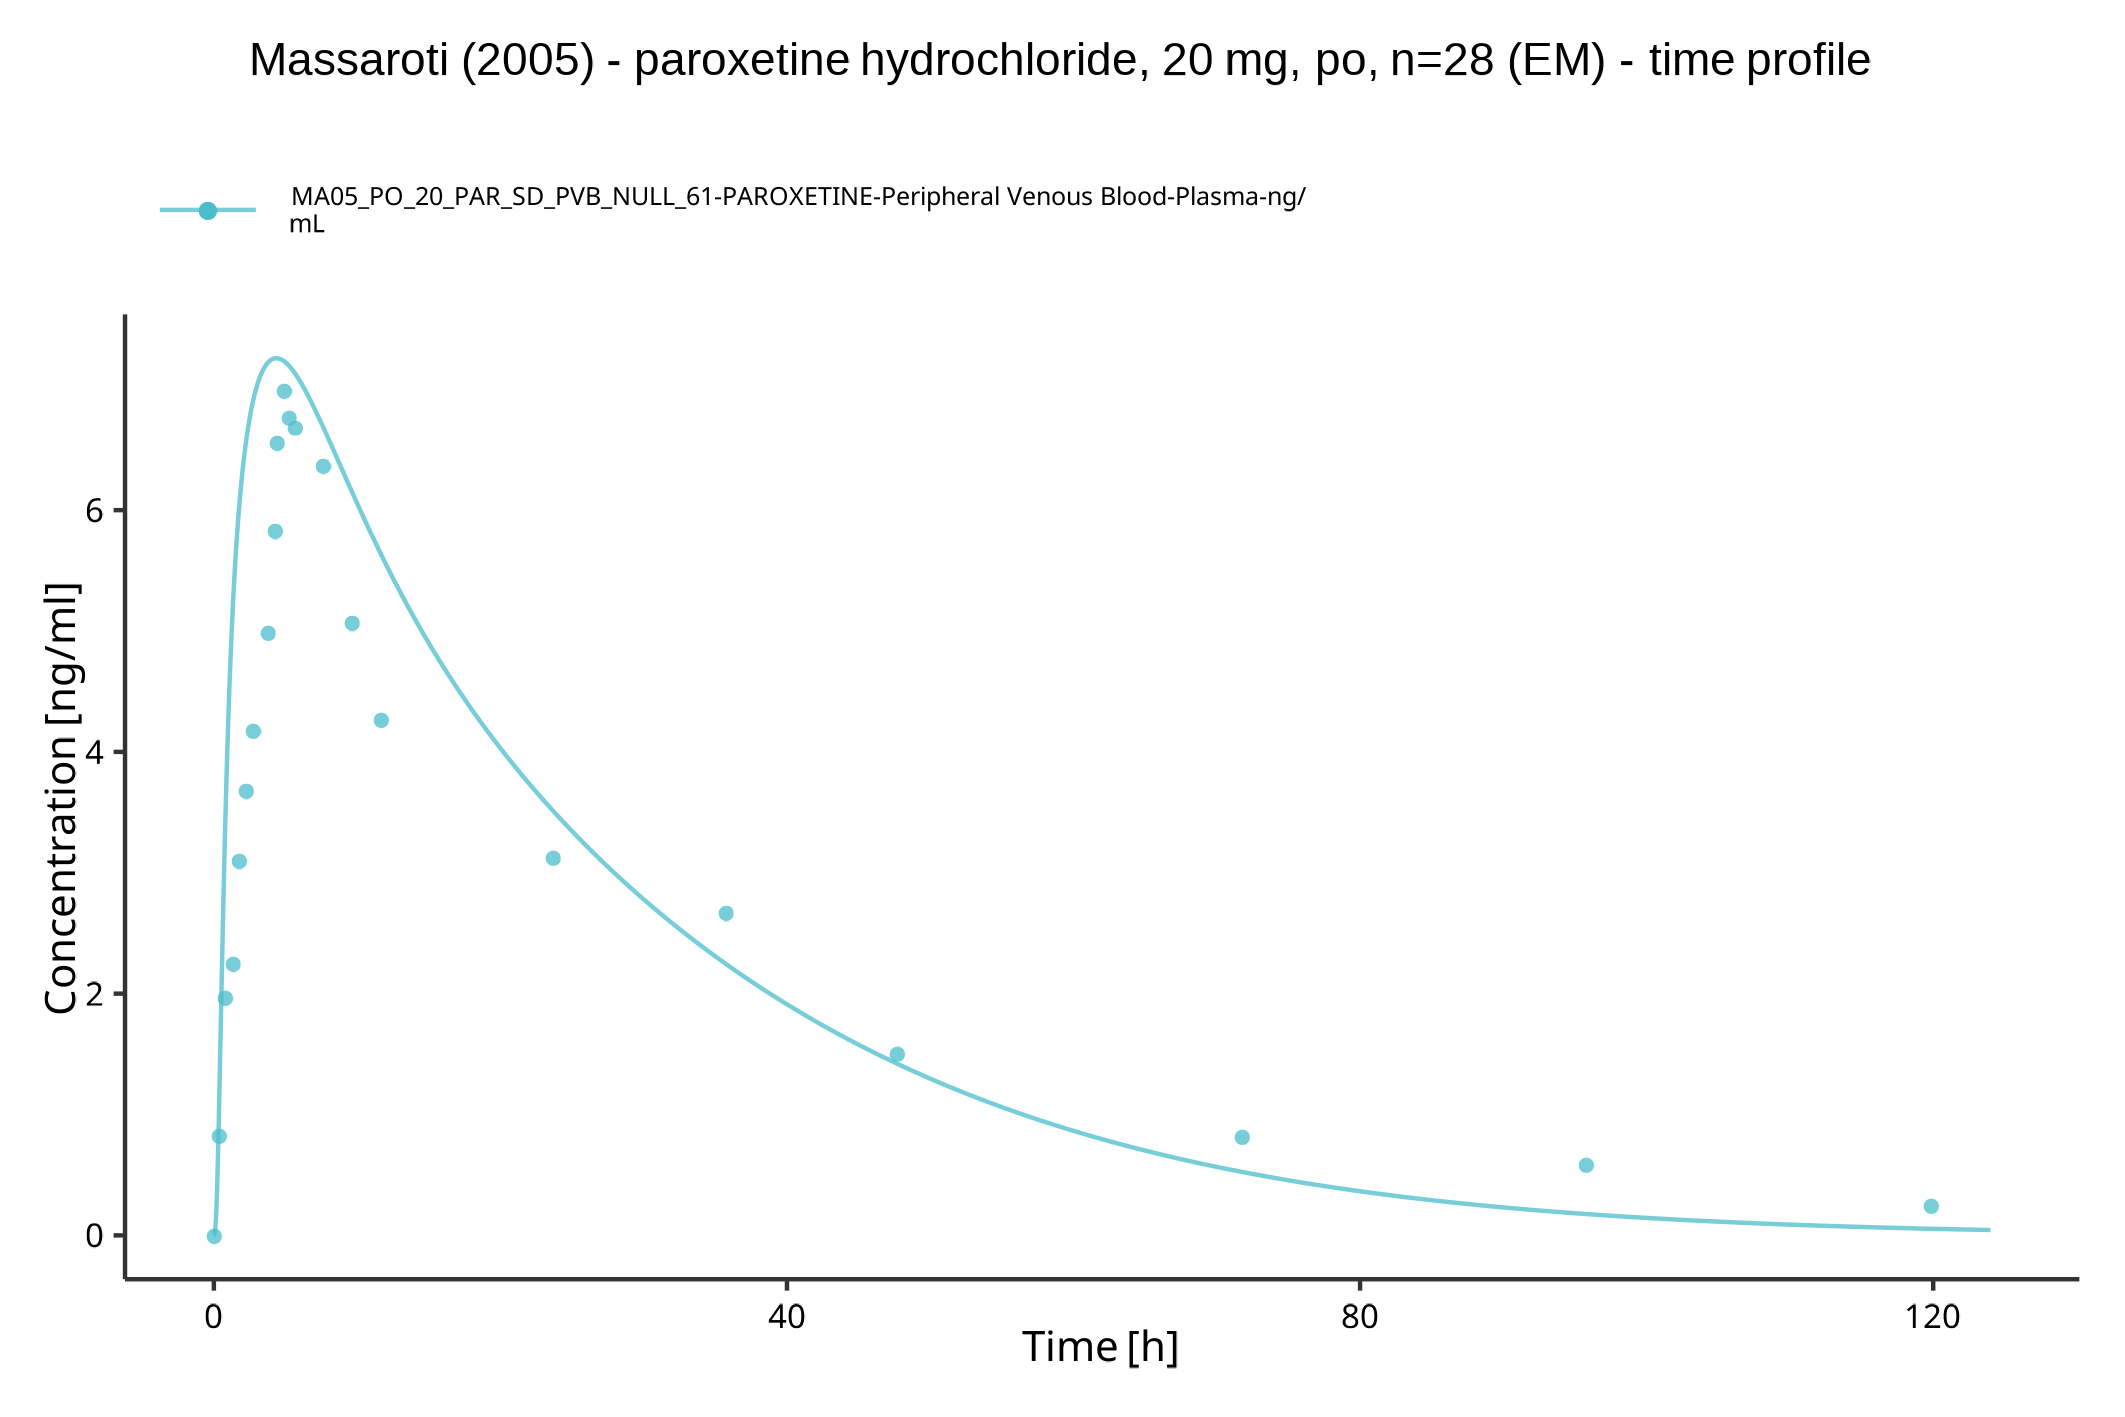 Massaroti (2005) - paroxetine hydrochloride, 20 mg, po, n=28 (EM) - time profile
MA05_PO_20_PAR_SD_PVB_NULL_61-PAROXETINE-Peripheral Venous Blood-Plasma-ng/
mL
Concentration [ng/ml]
6
4
2
0
0 40 80 120
Time [h]